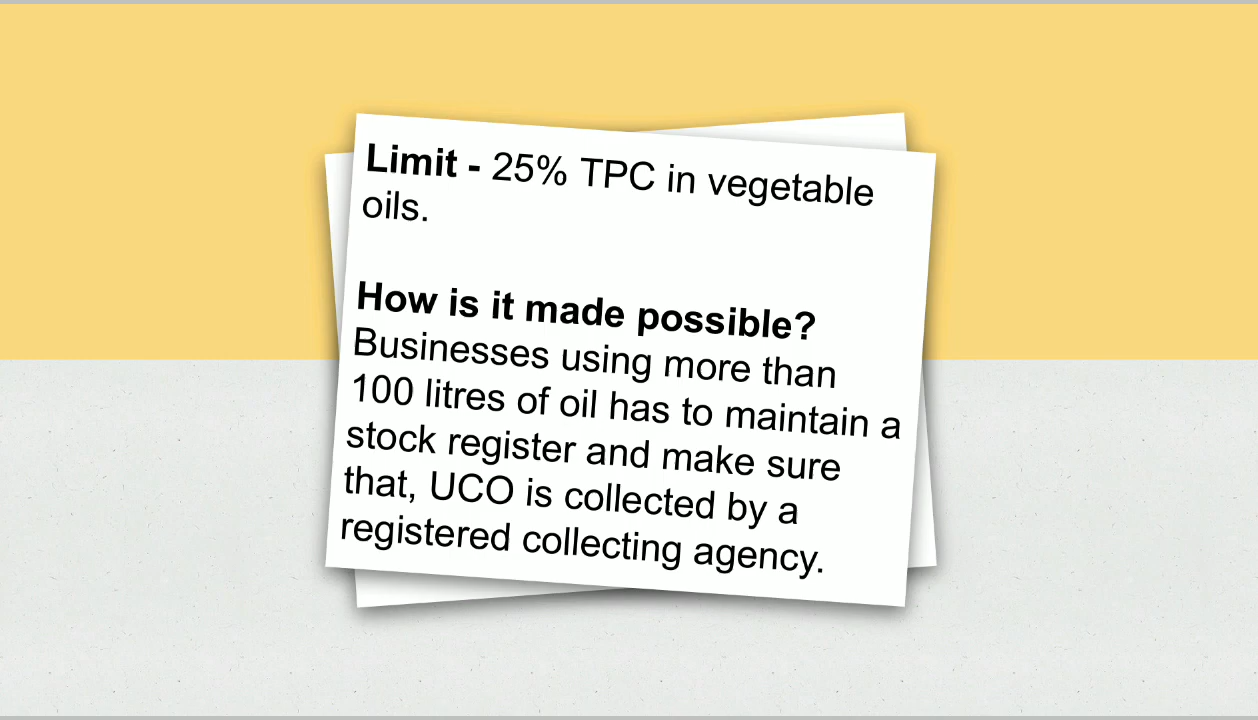 Limit - 25% TPC in vegetable
oils.
How is it made possible?
Businesses using more than
100 litres of oil has to maintain a
stock register and make sure
that, UCO is collected by a
registered collecting agency.